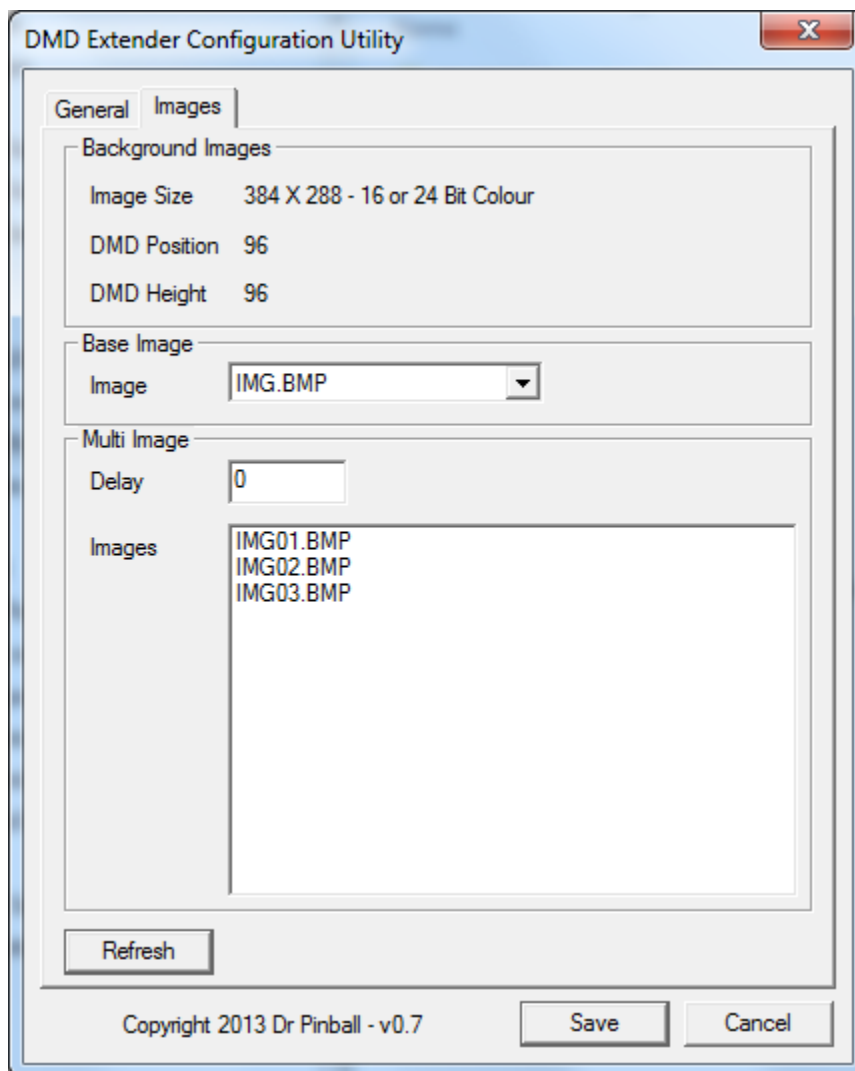 DMD Extender Configuration Utility
General Images
Background Images
Image Size 384 X 288 - 16 or 24 Bit Colour
DMD Position 96
DMD Height 96
Base Image
Image IMG.BMP
Multi Image
Delay 0
Images IMG01.BMP
IMG02.BMP
IMG03.BMP
Refresh
Copyright 2013 Dr Pinball - v0.7 Save Cancel